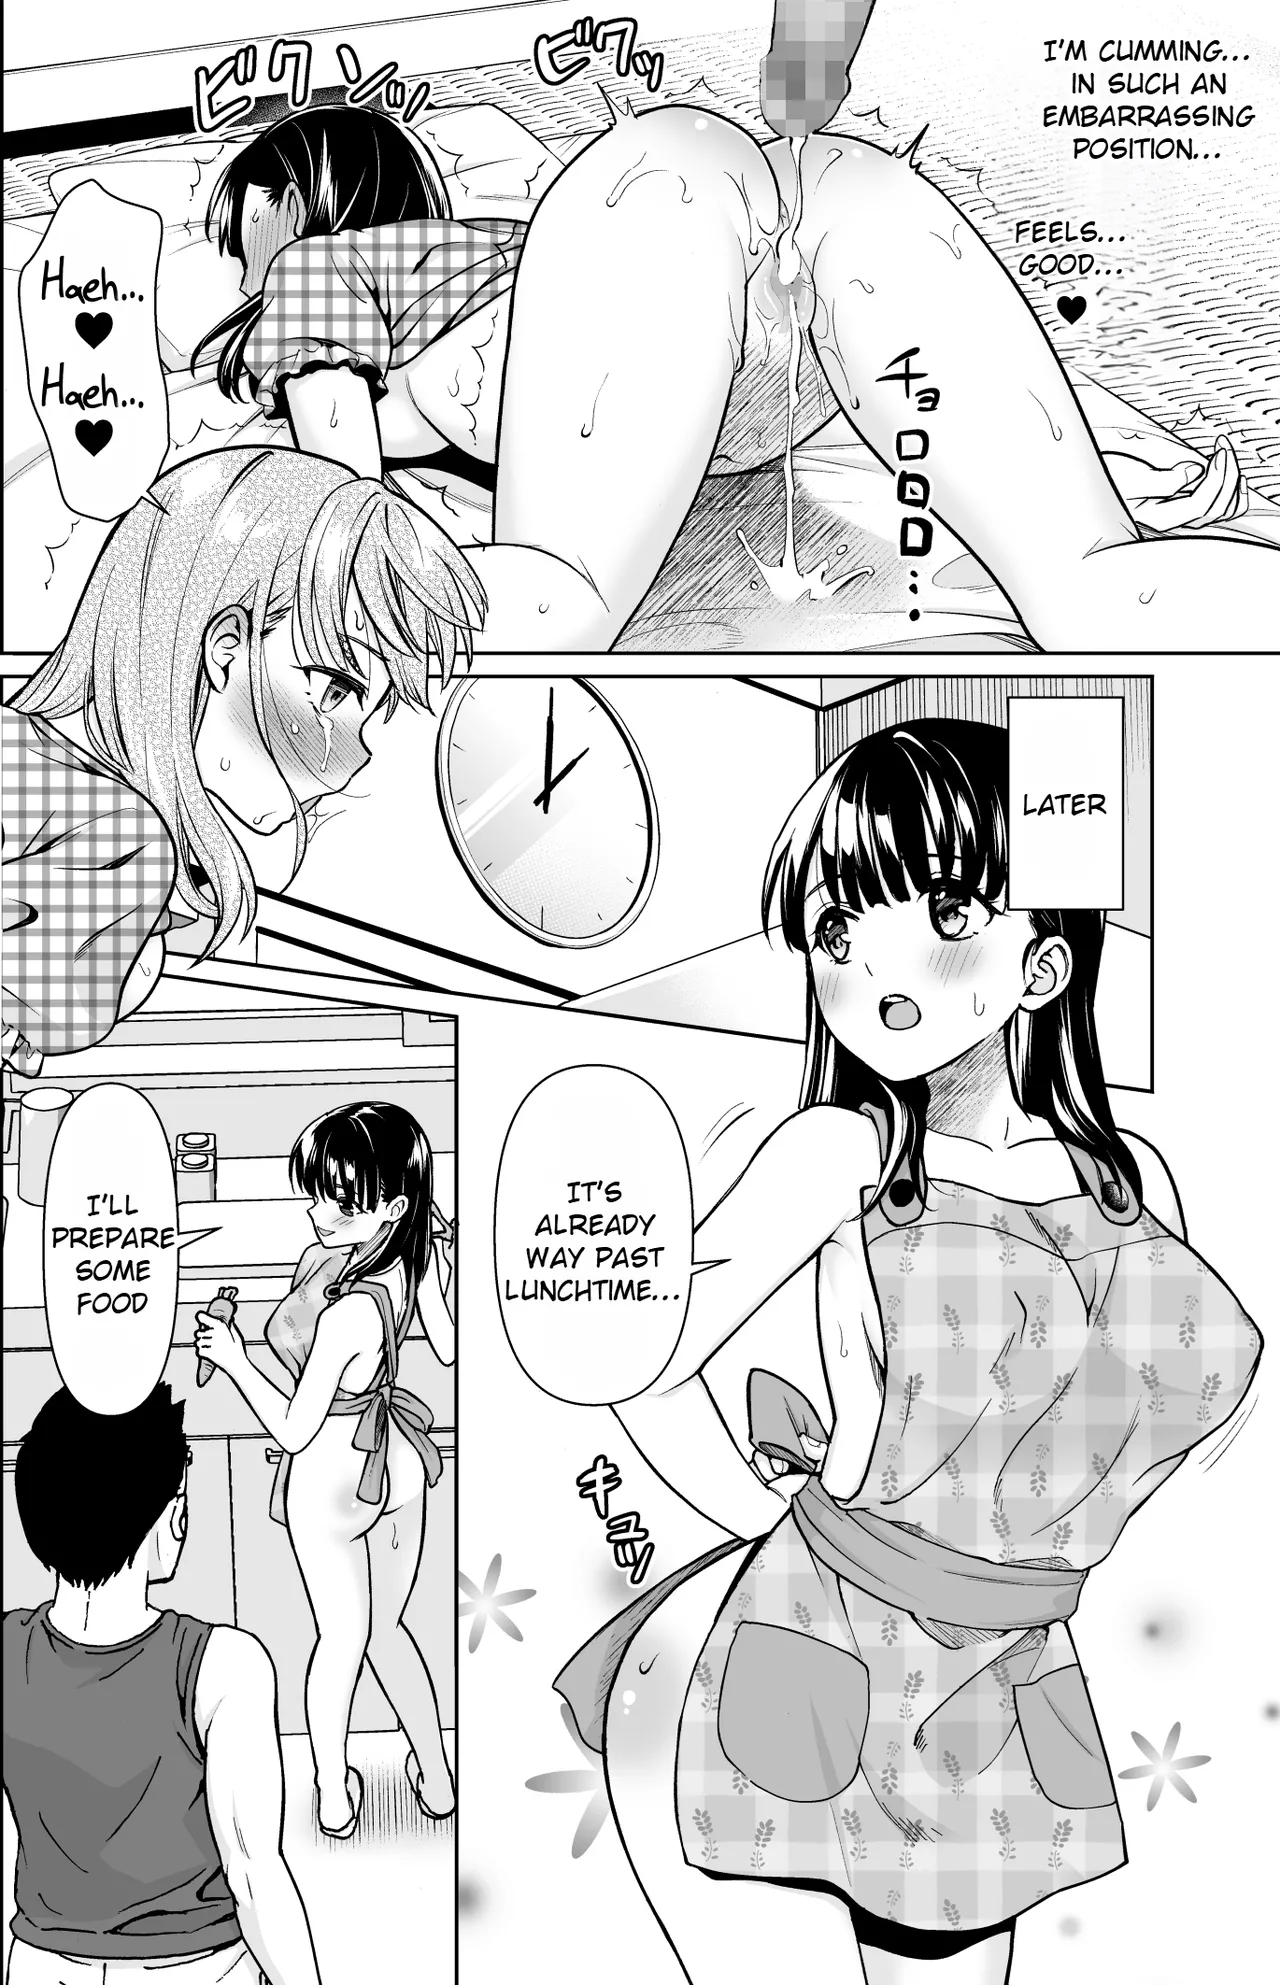 I'M CUMMING...
IN SUCH AN
EMBARRASSING
POSITION...
FEELS...
GOOD...
♥
ビクッ
ビクンッッ
チョロロロ...
Haeh...
♥
Haeh...
♥
LATER
IT'S
ALREADY
WAY PAST
LUNCHTIME...
キュッ
I'LL
PREPARE
SOME
FOOD